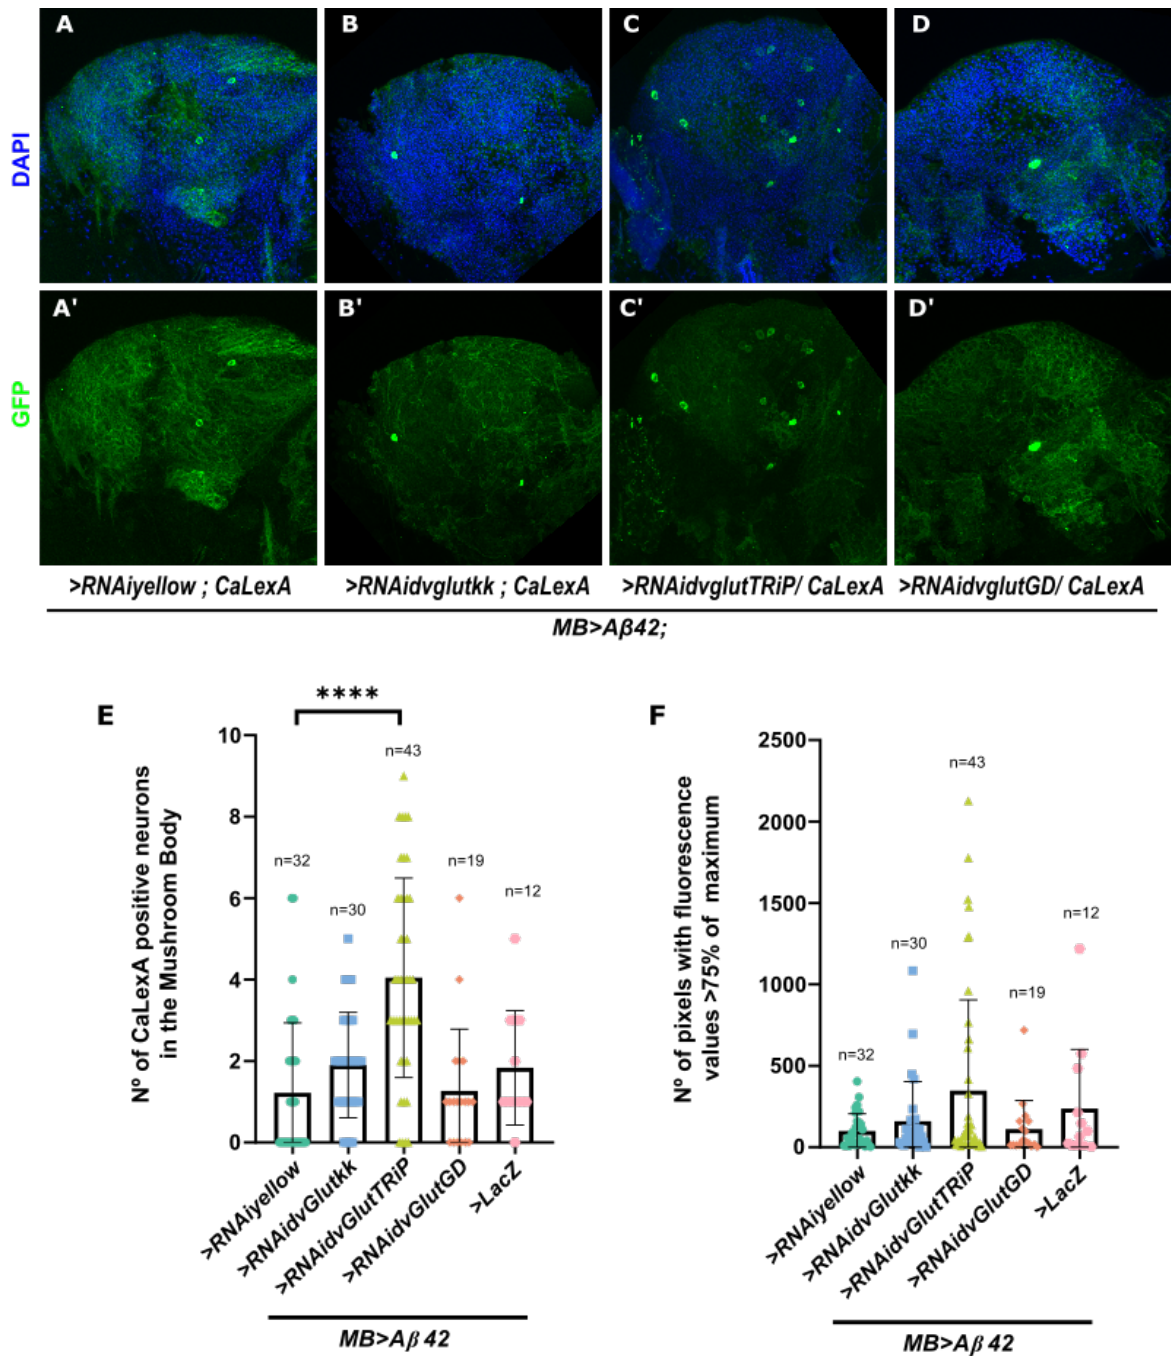 A B C D
DAPI
A' B' C' D'
GFP
>RNAiyellow ; CaLexA >RNAidvglutkk ; CaLexA >RNAidvglutTRiP/ CaLexA >RNAidvglutGD/ CaLexA
MB>Aβ42;
E
****
Nº of CaLexA positive neurons
in the Mushroom Body
10
8
6
4
2
0
n=32
n=30
n=43
n=19
n=12
>RNAiyellow
>RNAidvGlutkk
>RNAidvGlutTRiP
>RNAidvGlutGD
>LacZ
MB>Aβ 42
F
Nº of pixels with fluorescence
values >75% of maximum
2500
2000
1500
1000
500
0
n=32
n=30
n=43
n=19
n=12
>RNAiyellow
>RNAidvGlutkk
>RNAidvGlutTRiP
>RNAidvGlutGD
>LacZ
MB>Aβ 42